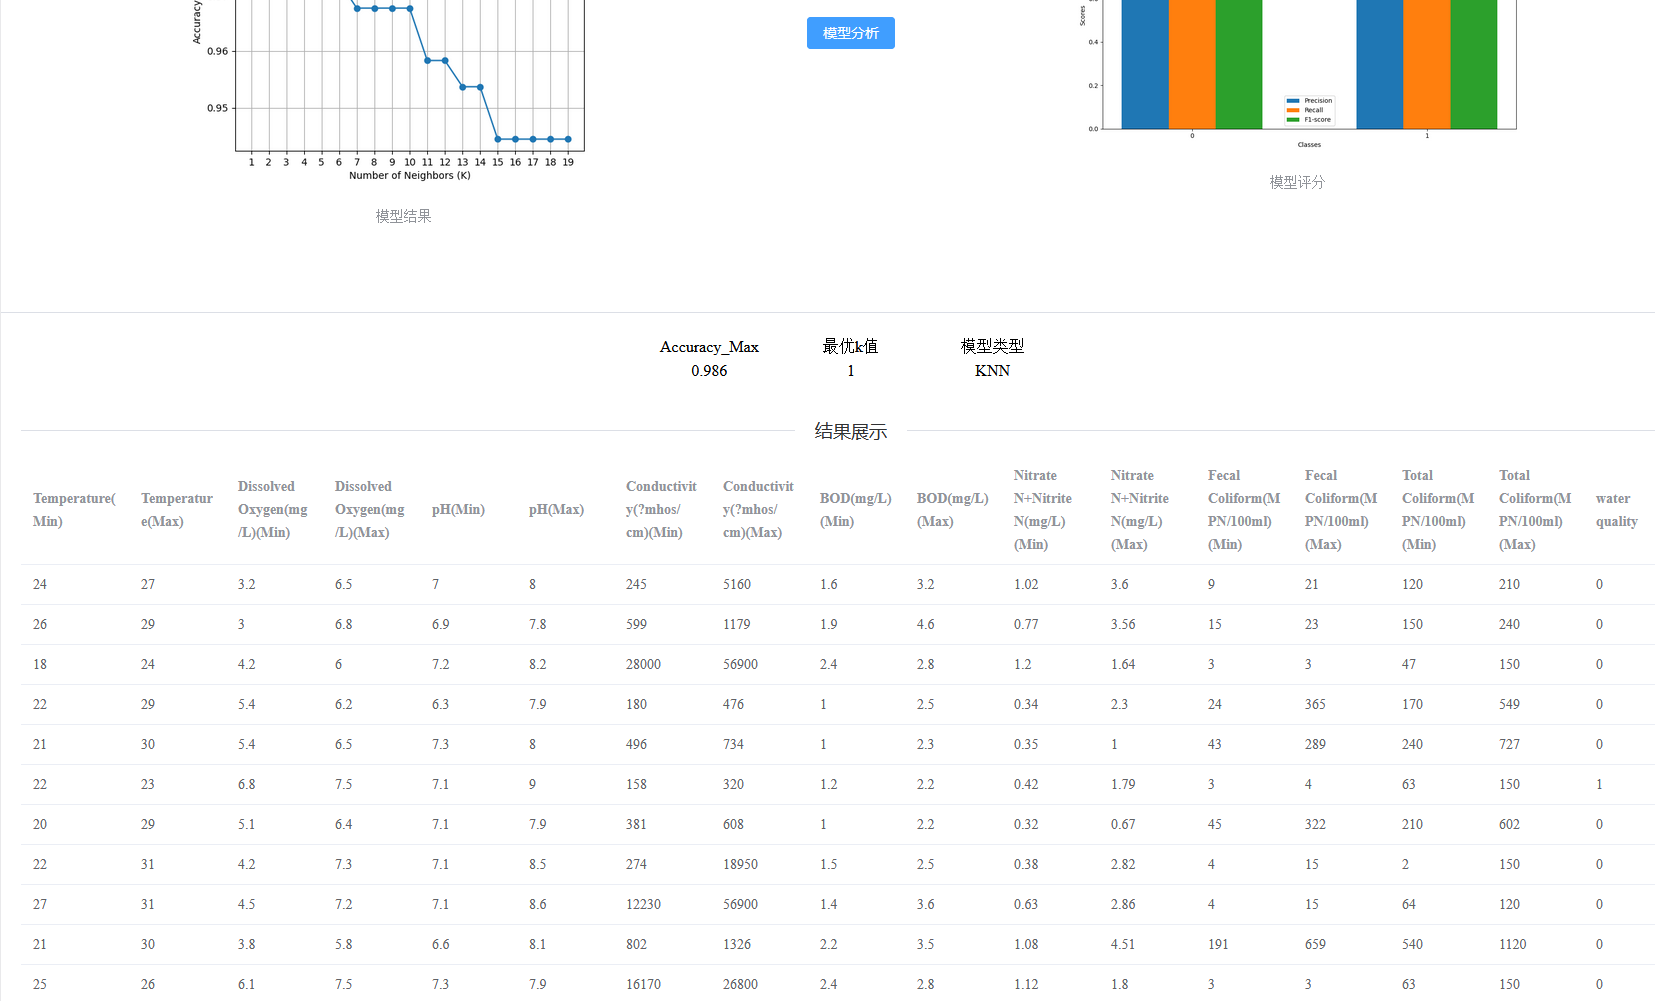 Accuracy
0.96
0.95
1 2 3 4 5 6 7 8 9 10 11 12 13 14 15 16 17 18 19
Number of Neighbors (K)
模型结果
模型分析
Scores
0.4
0.2
0.0
Precision
Recall
F1-score
0 1
Classes
模型评分
Accuracy_Max 最优k值 模型类型
0.986 1 KNN
结果展示
Temperature(
Min)
Temperatur
e(Max)
Dissolved
Oxygen(mg
/L)(Min)
Dissolved
Oxygen(mg
/L)(Max)
pH(Min)
pH(Max)
Conductivit
y(?mhos/
cm)(Min)
Conductivit
y(?mhos/
cm)(Max)
BOD(mg/L)
(Min)
BOD(mg/L)
(Max)
Nitrate
N+Nitrite
N(mg/L)
(Min)
Nitrate
N+Nitrite
N(mg/L)
(Max)
Fecal
Coliform(M
PN/100ml)
(Min)
Fecal
Coliform(M
PN/100ml)
(Max)
Total
Coliform(M
PN/100ml)
(Min)
Total
Coliform(M
PN/100ml)
(Max)
water
quality
24 27 3.2 6.5 7 8 245 5160 1.6 3.2 1.02 3.6 9 21 120 210 0
26 29 3 6.8 6.9 7.8 599 1179 1.9 4.6 0.77 3.56 15 23 150 240 0
18 24 4.2 6 7.2 8.2 28000 56900 2.4 2.8 1.2 1.64 3 3 47 150 0
22 29 5.4 6.2 6.3 7.9 180 476 1 2.5 0.34 2.3 24 365 170 549 0
21 30 5.4 6.5 7.3 8 496 734 1 2.3 0.35 1 43 289 240 727 0
22 23 6.8 7.5 7.1 9 158 320 1.2 2.2 0.42 1.79 3 4 63 150 1
20 29 5.1 6.4 7.1 7.9 381 608 1 2.2 0.32 0.67 45 322 210 602 0
22 31 4.2 7.3 7.1 8.5 274 18950 1.5 2.5 0.38 2.82 4 15 2 150 0
27 31 4.5 7.2 7.1 8.6 12230 56900 1.4 3.6 0.63 2.86 4 15 64 120 0
21 30 3.8 5.8 6.6 8.1 802 1326 2.2 3.5 1.08 4.51 191 659 540 1120 0
25 26 6.1 7.5 7.3 7.9 16170 26800 2.4 2.8 1.12 1.8 3 3 63 150 0